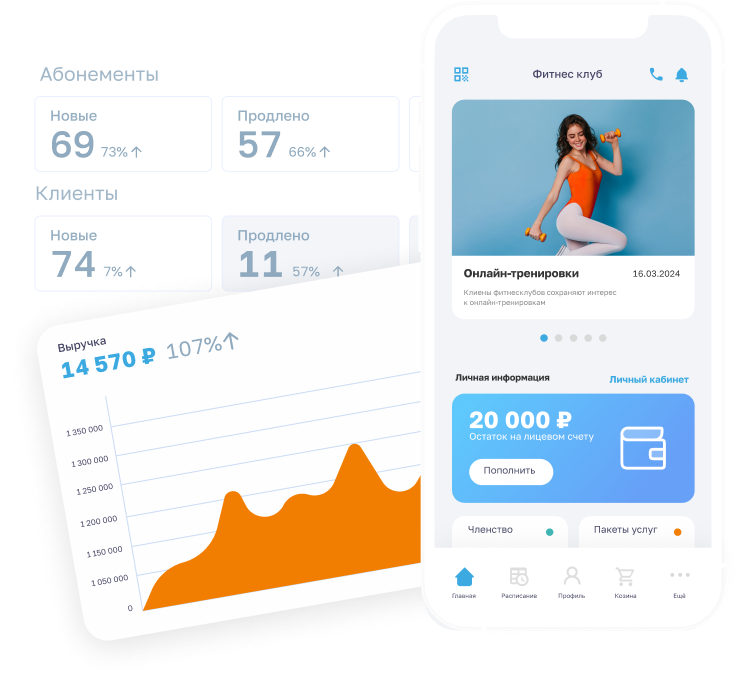 Абонементы
Новые
69 73% ↑
Продлено
57 66% ↑
Клиенты
Новые
74 7% ↑
Продлено
11 57% ↑
Выручка
14 570 ₽ 107% ↑
1 350 000
1 300 000
1 250 000
1 200 000
1 150 000
1 050 000
0
Фитнес клуб
Онлайн-тренировки 16.03.2024
Клиены фитнесклубов сохраняют интерес
к онлайн-тренировкам
Личная информация Личный кабинет
20 000 ₽
Остаток на лицевом счету
Пополнить
Членство
Пакеты услуг
Главная Расписание Профиль Козина Ещё